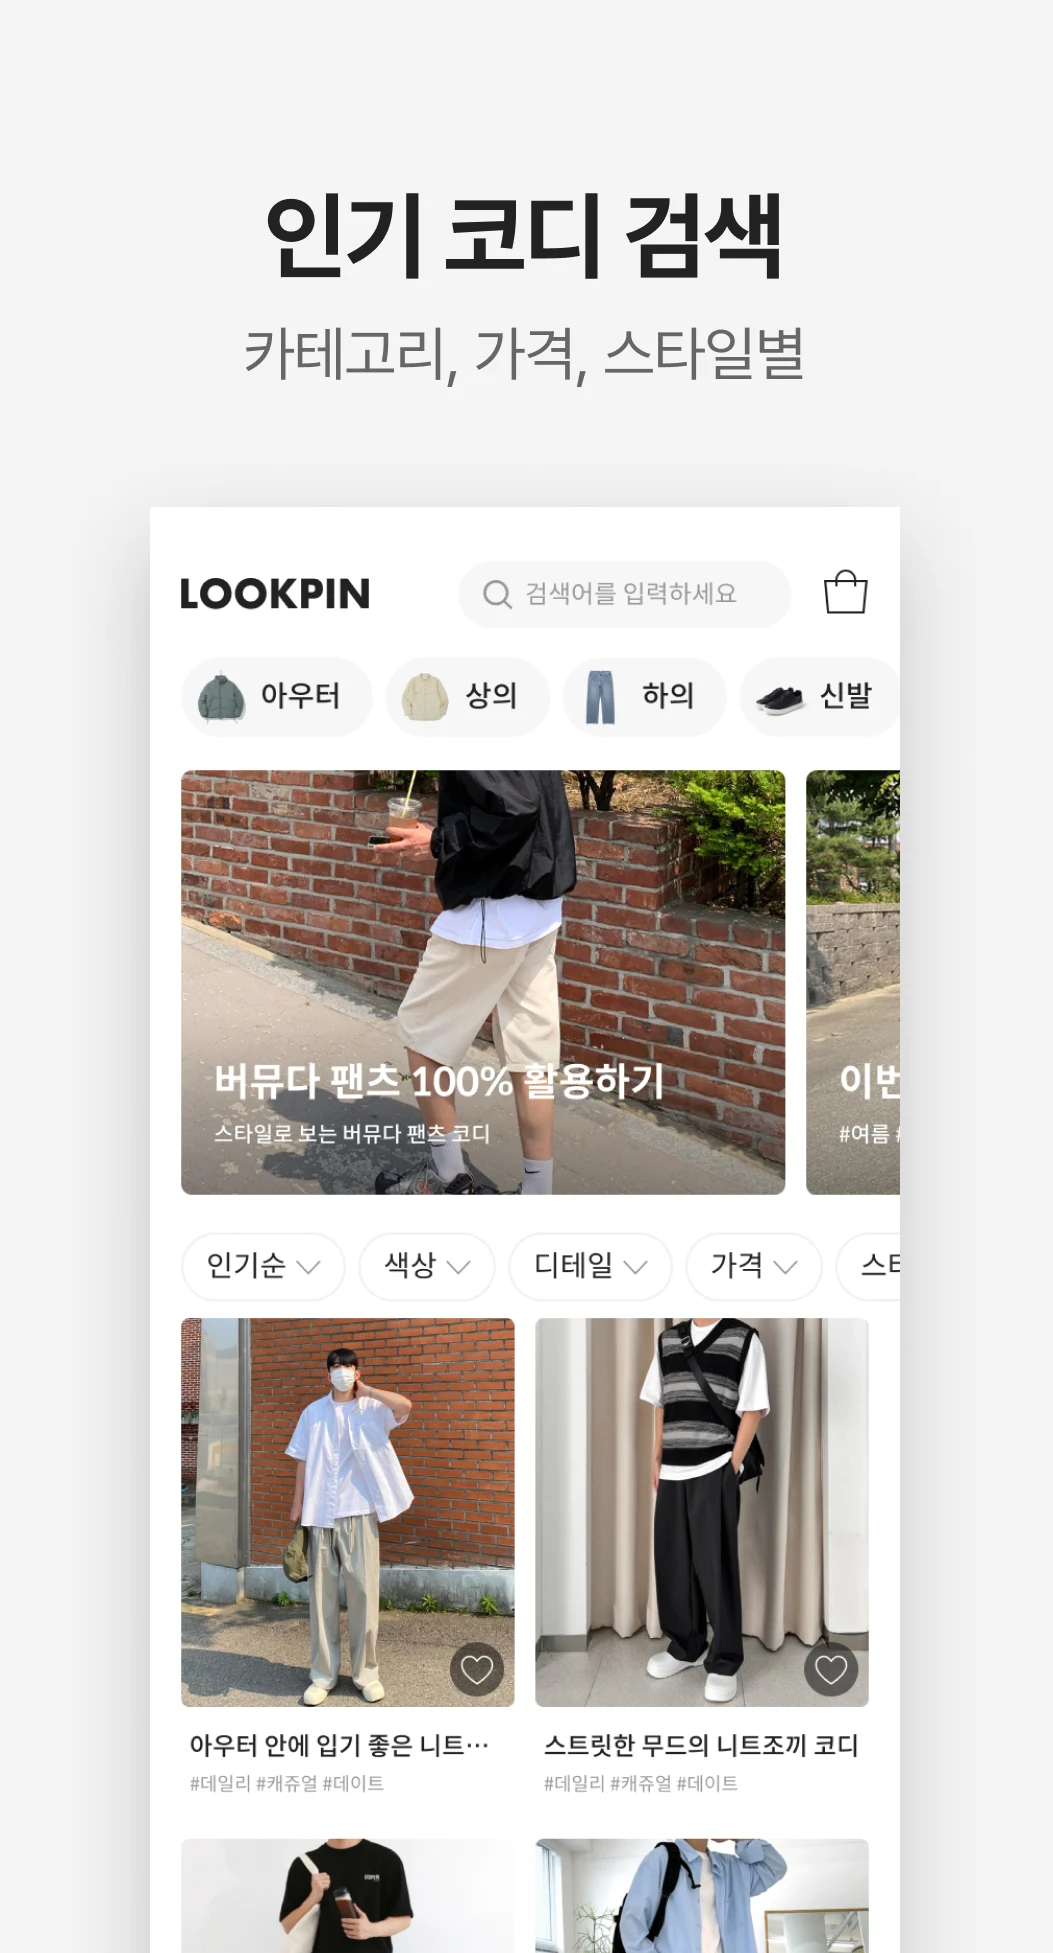 인기 코디 검색
카테고리, 가격, 스타일별
LOOKPIN
검색어를 입력하세요
아우터
상의
하의
신발
버뮤다 팬츠 100% 활용하기
스타일로 보는 버뮤다 팬츠 코디
이번
#여름 #
인기순
색상
디테일
가격
아우터 안에 입기 좋은 니트…
#데일리 #캐쥬얼 #데이트
스트릿한 무드의 니트조끼 코디
#데일리 #캐쥬얼 #데이트